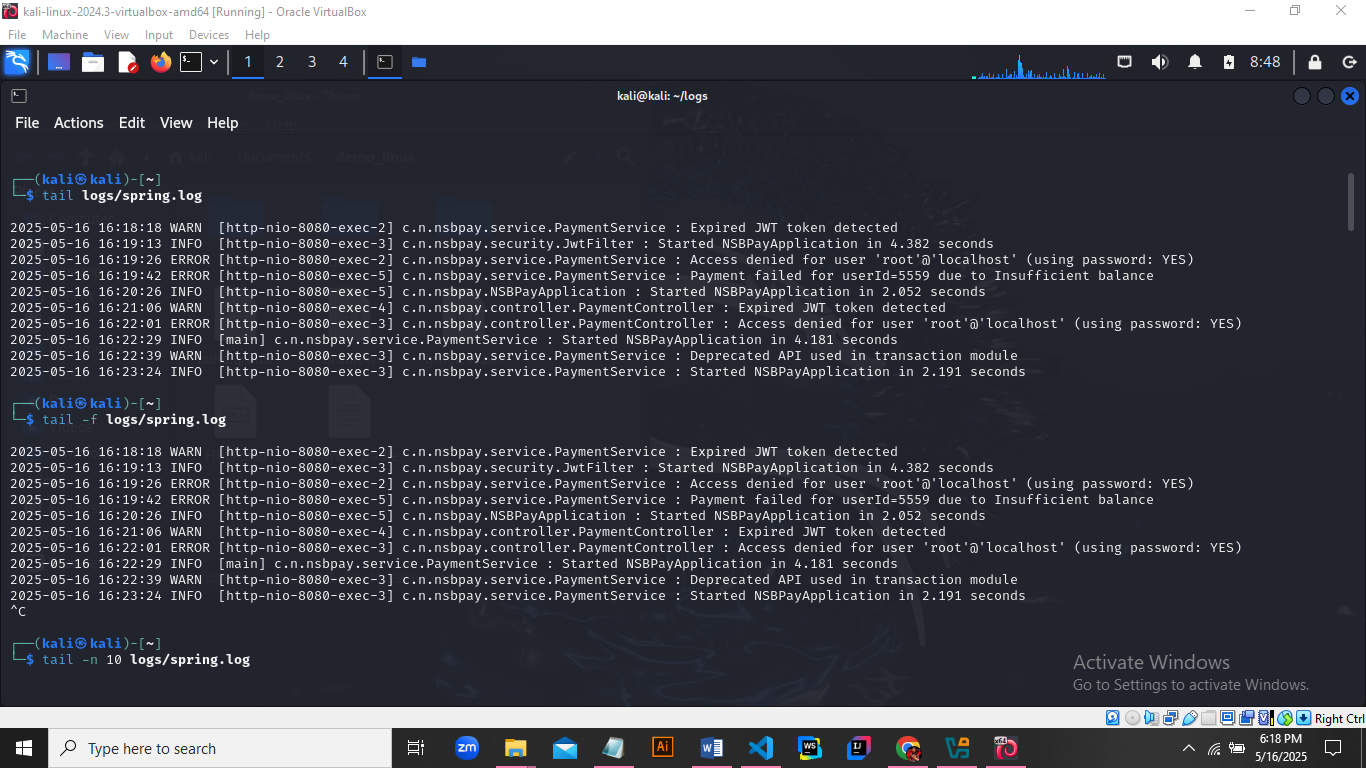 kali-linux-2024.3-virtualbox-amd64 [Running] - Oracle VirtualBox
File Machine View Input Devices Help
1 2 3 4 8:48
kali@kali: ~/logs
File Actions Edit View Help
┌──(kali㉿kali)-[~]
└─$ tail logs/spring.log
2025-05-16 16:18:18 WARN  [http-nio-8080-exec-2] c.n.nsbpay.service.PaymentService : Expired JWT token detected
2025-05-16 16:19:13 INFO  [http-nio-8080-exec-3] c.n.nsbpay.security.JwtFilter : Started NSBPayApplication in 4.382 seconds
2025-05-16 16:19:26 ERROR [http-nio-8080-exec-2] c.n.nsbpay.service.PaymentService : Access denied for user 'root'@'localhost' (using password: YES)
2025-05-16 16:19:42 ERROR [http-nio-8080-exec-5] c.n.nsbpay.service.PaymentService : Payment failed for userId=5559 due to Insufficient balance
2025-05-16 16:20:26 INFO  [http-nio-8080-exec-5] c.n.nsbpay.NSBPayApplication : Started NSBPayApplication in 2.052 seconds
2025-05-16 16:21:06 WARN  [http-nio-8080-exec-4] c.n.nsbpay.controller.PaymentController : Expired JWT token detected
2025-05-16 16:22:01 ERROR [http-nio-8080-exec-3] c.n.nsbpay.controller.PaymentController : Access denied for user 'root'@'localhost' (using password: YES)
2025-05-16 16:22:29 INFO  [main] c.n.nsbpay.service.PaymentService : Started NSBPayApplication in 4.181 seconds
2025-05-16 16:22:39 WARN  [http-nio-8080-exec-3] c.n.nsbpay.service.PaymentService : Deprecated API used in transaction module
2025-05-16 16:23:24 INFO  [http-nio-8080-exec-3] c.n.nsbpay.service.PaymentService : Started NSBPayApplication in 2.191 seconds
┌──(kali㉿kali)-[~]
└─$ tail -f logs/spring.log
2025-05-16 16:18:18 WARN  [http-nio-8080-exec-2] c.n.nsbpay.service.PaymentService : Expired JWT token detected
2025-05-16 16:19:13 INFO  [http-nio-8080-exec-3] c.n.nsbpay.security.JwtFilter : Started NSBPayApplication in 4.382 seconds
2025-05-16 16:19:26 ERROR [http-nio-8080-exec-2] c.n.nsbpay.service.PaymentService : Access denied for user 'root'@'localhost' (using password: YES)
2025-05-16 16:19:42 ERROR [http-nio-8080-exec-5] c.n.nsbpay.service.PaymentService : Payment failed for userId=5559 due to Insufficient balance
2025-05-16 16:20:26 INFO  [http-nio-8080-exec-5] c.n.nsbpay.NSBPayApplication : Started NSBPayApplication in 2.052 seconds
2025-05-16 16:21:06 WARN  [http-nio-8080-exec-4] c.n.nsbpay.controller.PaymentController : Expired JWT token detected
2025-05-16 16:22:01 ERROR [http-nio-8080-exec-3] c.n.nsbpay.controller.PaymentController : Access denied for user 'root'@'localhost' (using password: YES)
2025-05-16 16:22:29 INFO  [main] c.n.nsbpay.service.PaymentService : Started NSBPayApplication in 4.181 seconds
2025-05-16 16:22:39 WARN  [http-nio-8080-exec-3] c.n.nsbpay.service.PaymentService : Deprecated API used in transaction module
2025-05-16 16:23:24 INFO  [http-nio-8080-exec-3] c.n.nsbpay.service.PaymentService : Started NSBPayApplication in 2.191 seconds
^C
┌──(kali㉿kali)-[~]
└─$ tail -n 10 logs/spring.log
Activate Windows
Go to Settings to activate Windows.
Right Ctrl
Type here to search
zm
Ai
W
WS
IJ
x64
6:18 PM
5/16/2025